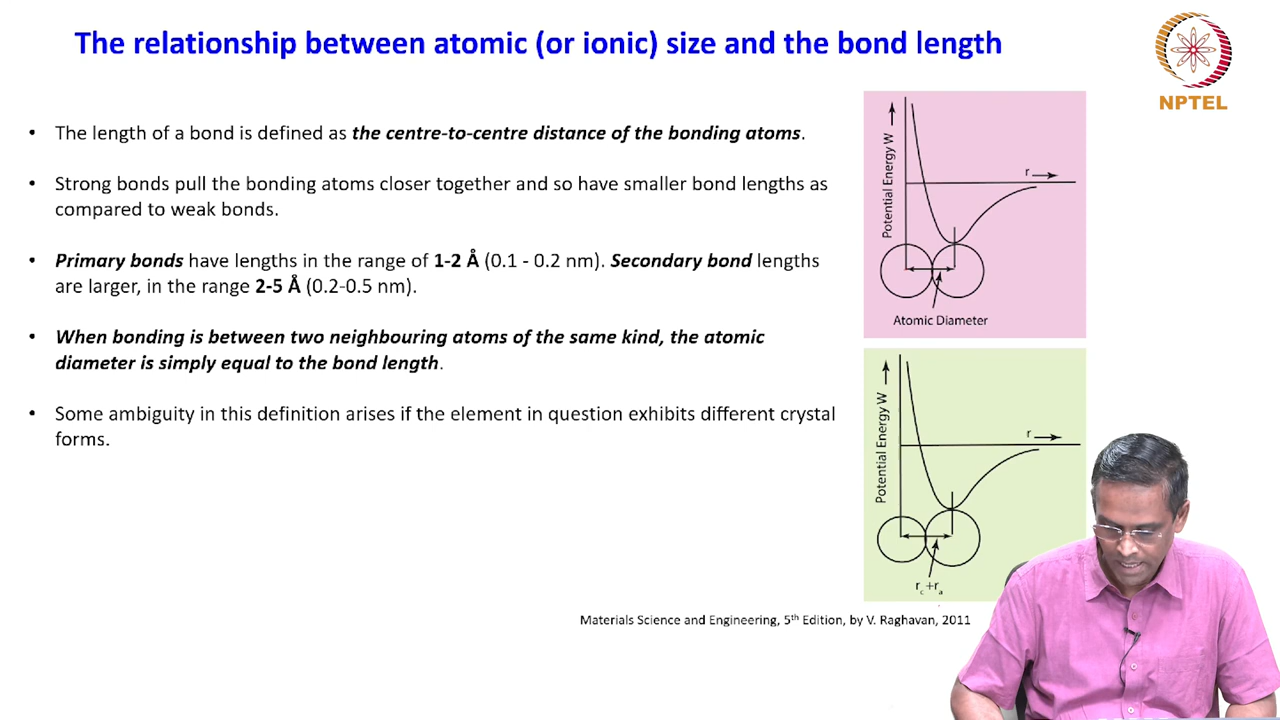 The relationship between atomic (or ionic) size and the bond length
NPTEL
• The length of a bond is defined as the centre-to-centre distance of the bonding atoms.
• Strong bonds pull the bonding atoms closer together and so have smaller bond lengths as
compared to weak bonds.
• Primary bonds have lengths in the range of 1-2 Å (0.1 - 0.2 nm). Secondary bond lengths
are larger, in the range 2-5 Å (0.2-0.5 nm).
• When bonding is between two neighbouring atoms of the same kind, the atomic
diameter is simply equal to the bond length.
• Some ambiguity in this definition arises if the element in question exhibits different crystal
forms.
Potential Energy W
r
Atomic Diameter
Potential Energy W
r
rc+ra
Materials Science and Engineering, 5th Edition, by V. Raghavan, 2011